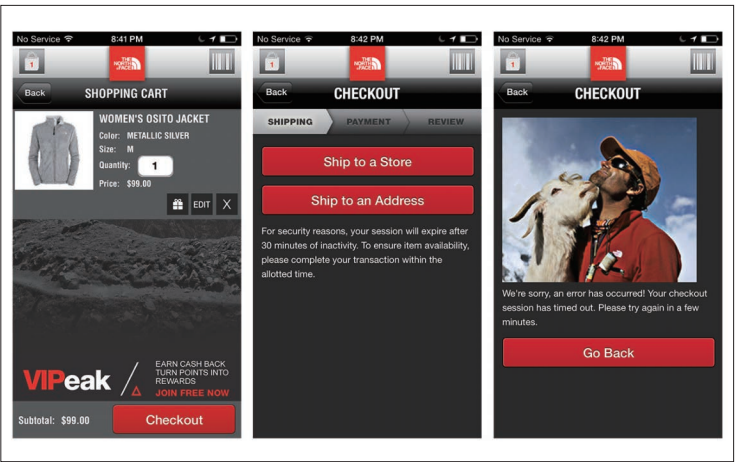 No Service 8:41 PM
1
THE
NORTH
FACE
Back SHOPPING CART
WOMEN'S OSITO JACKET
Color: METALLIC SILVER
Size: M
Quantity: 1
Price: $99.00
EDIT X
VIPeak
EARN CASH BACK
TURN POINTS INTO
REWARDS
JOIN FREE NOW
Subtotal: $99.00 Checkout
No Service 8:42 PM
1
THE
NORTH
FACE
Back CHECKOUT
SHIPPING PAYMENT REVIEW
Ship to a Store
Ship to an Address
For security reasons, your session will expire after
30 minutes of inactivity. To ensure item availability,
please complete your transaction within the
allotted time.
No Service 8:42 PM
1
THE
NORTH
FACE
Back CHECKOUT
We're sorry, an error has occurred! Your checkout
session has timed out. Please try again in a few
minutes.
Go Back